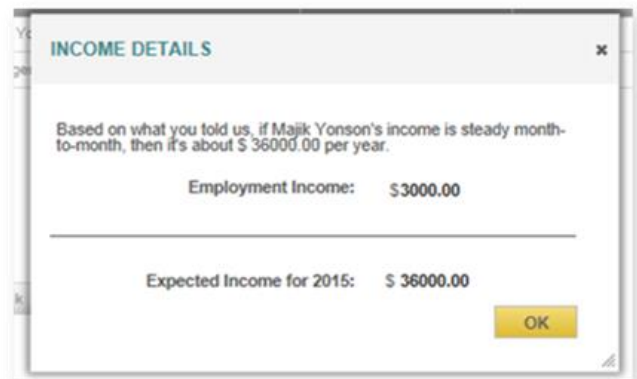 INCOME DETAILS
Based on what you told us, if Majik Yonson's income is steady month-
to-month, then it's about $ 36000.00 per year.
Employment Income: $3000.00
Expected Income for 2015: $ 36000.00
OK